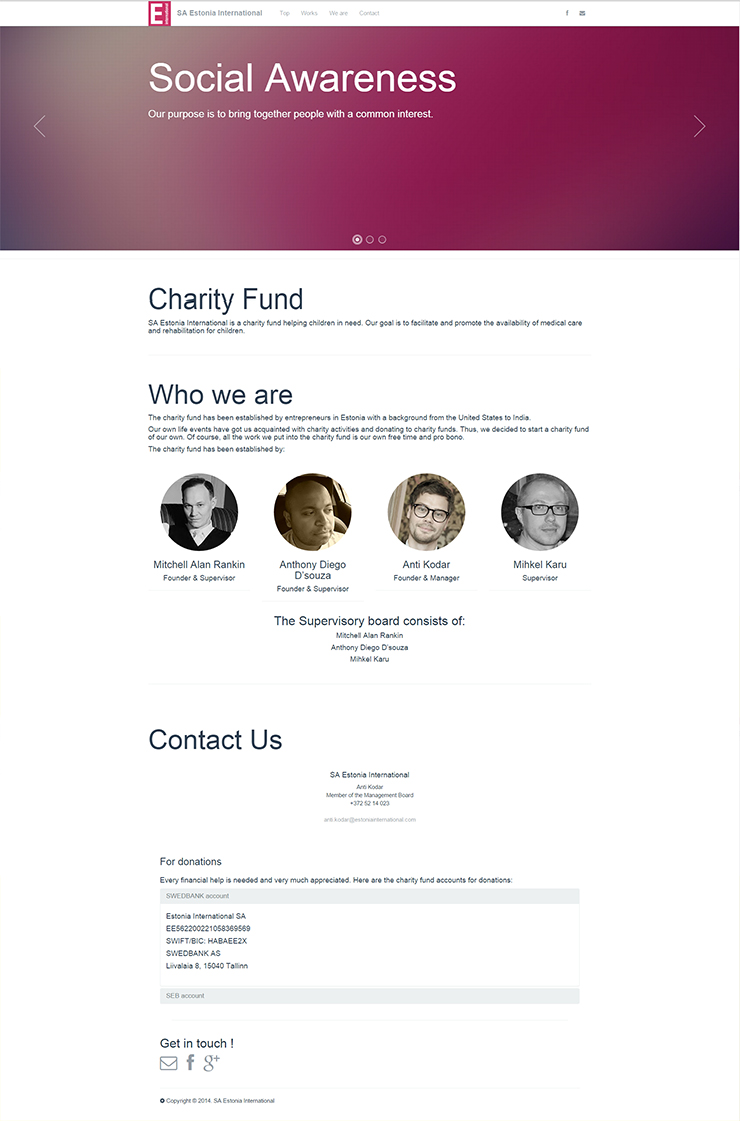 SA Estonia International Top Works We are Contact
Social Awareness
Our purpose is to bring together people with a common interest.
Charity Fund
SA Estonia International is a charity fund helping children in need. Our goal is to facilitate and promote the availability of medical care
and rehabilitation for children.
Who we are
The charity fund has been established by entrepreneurs in Estonia with a background from the United States to India.
Our own life events have got us acquainted with charity activities and donating to charity funds. Thus, we decided to start a charity fund
of our own. Of course, all the work we put into the charity fund is our own free time and pro bono.
The charity fund has been established by:
Mitchell Alan Rankin
Founder & Supervisor
Anthony Diego
D'souza
Founder & Supervisor
Anti Kodar
Founder & Manager
Mihkel Karu
Supervisor
The Supervisory board consists of:
Mitchell Alan Rankin
Anthony Diego D'souza
Mihkel Karu
Contact Us
SA Estonia International
Anti Kodar
Member of the Management Board
+372 52 14 023
anti.kodar@estoniainternational.com
For donations
Every financial help is needed and very much appreciated. Here are the charity fund accounts for donations:
SWEDBANK account
Estonia International SA
EE562200221058369569
SWIFT/BIC: HABAEE2X
SWEDBANK AS
Liivalaia 8, 15040 Tallinn
SEB account
Get in touch !
Copyright © 2014. SA Estonia International